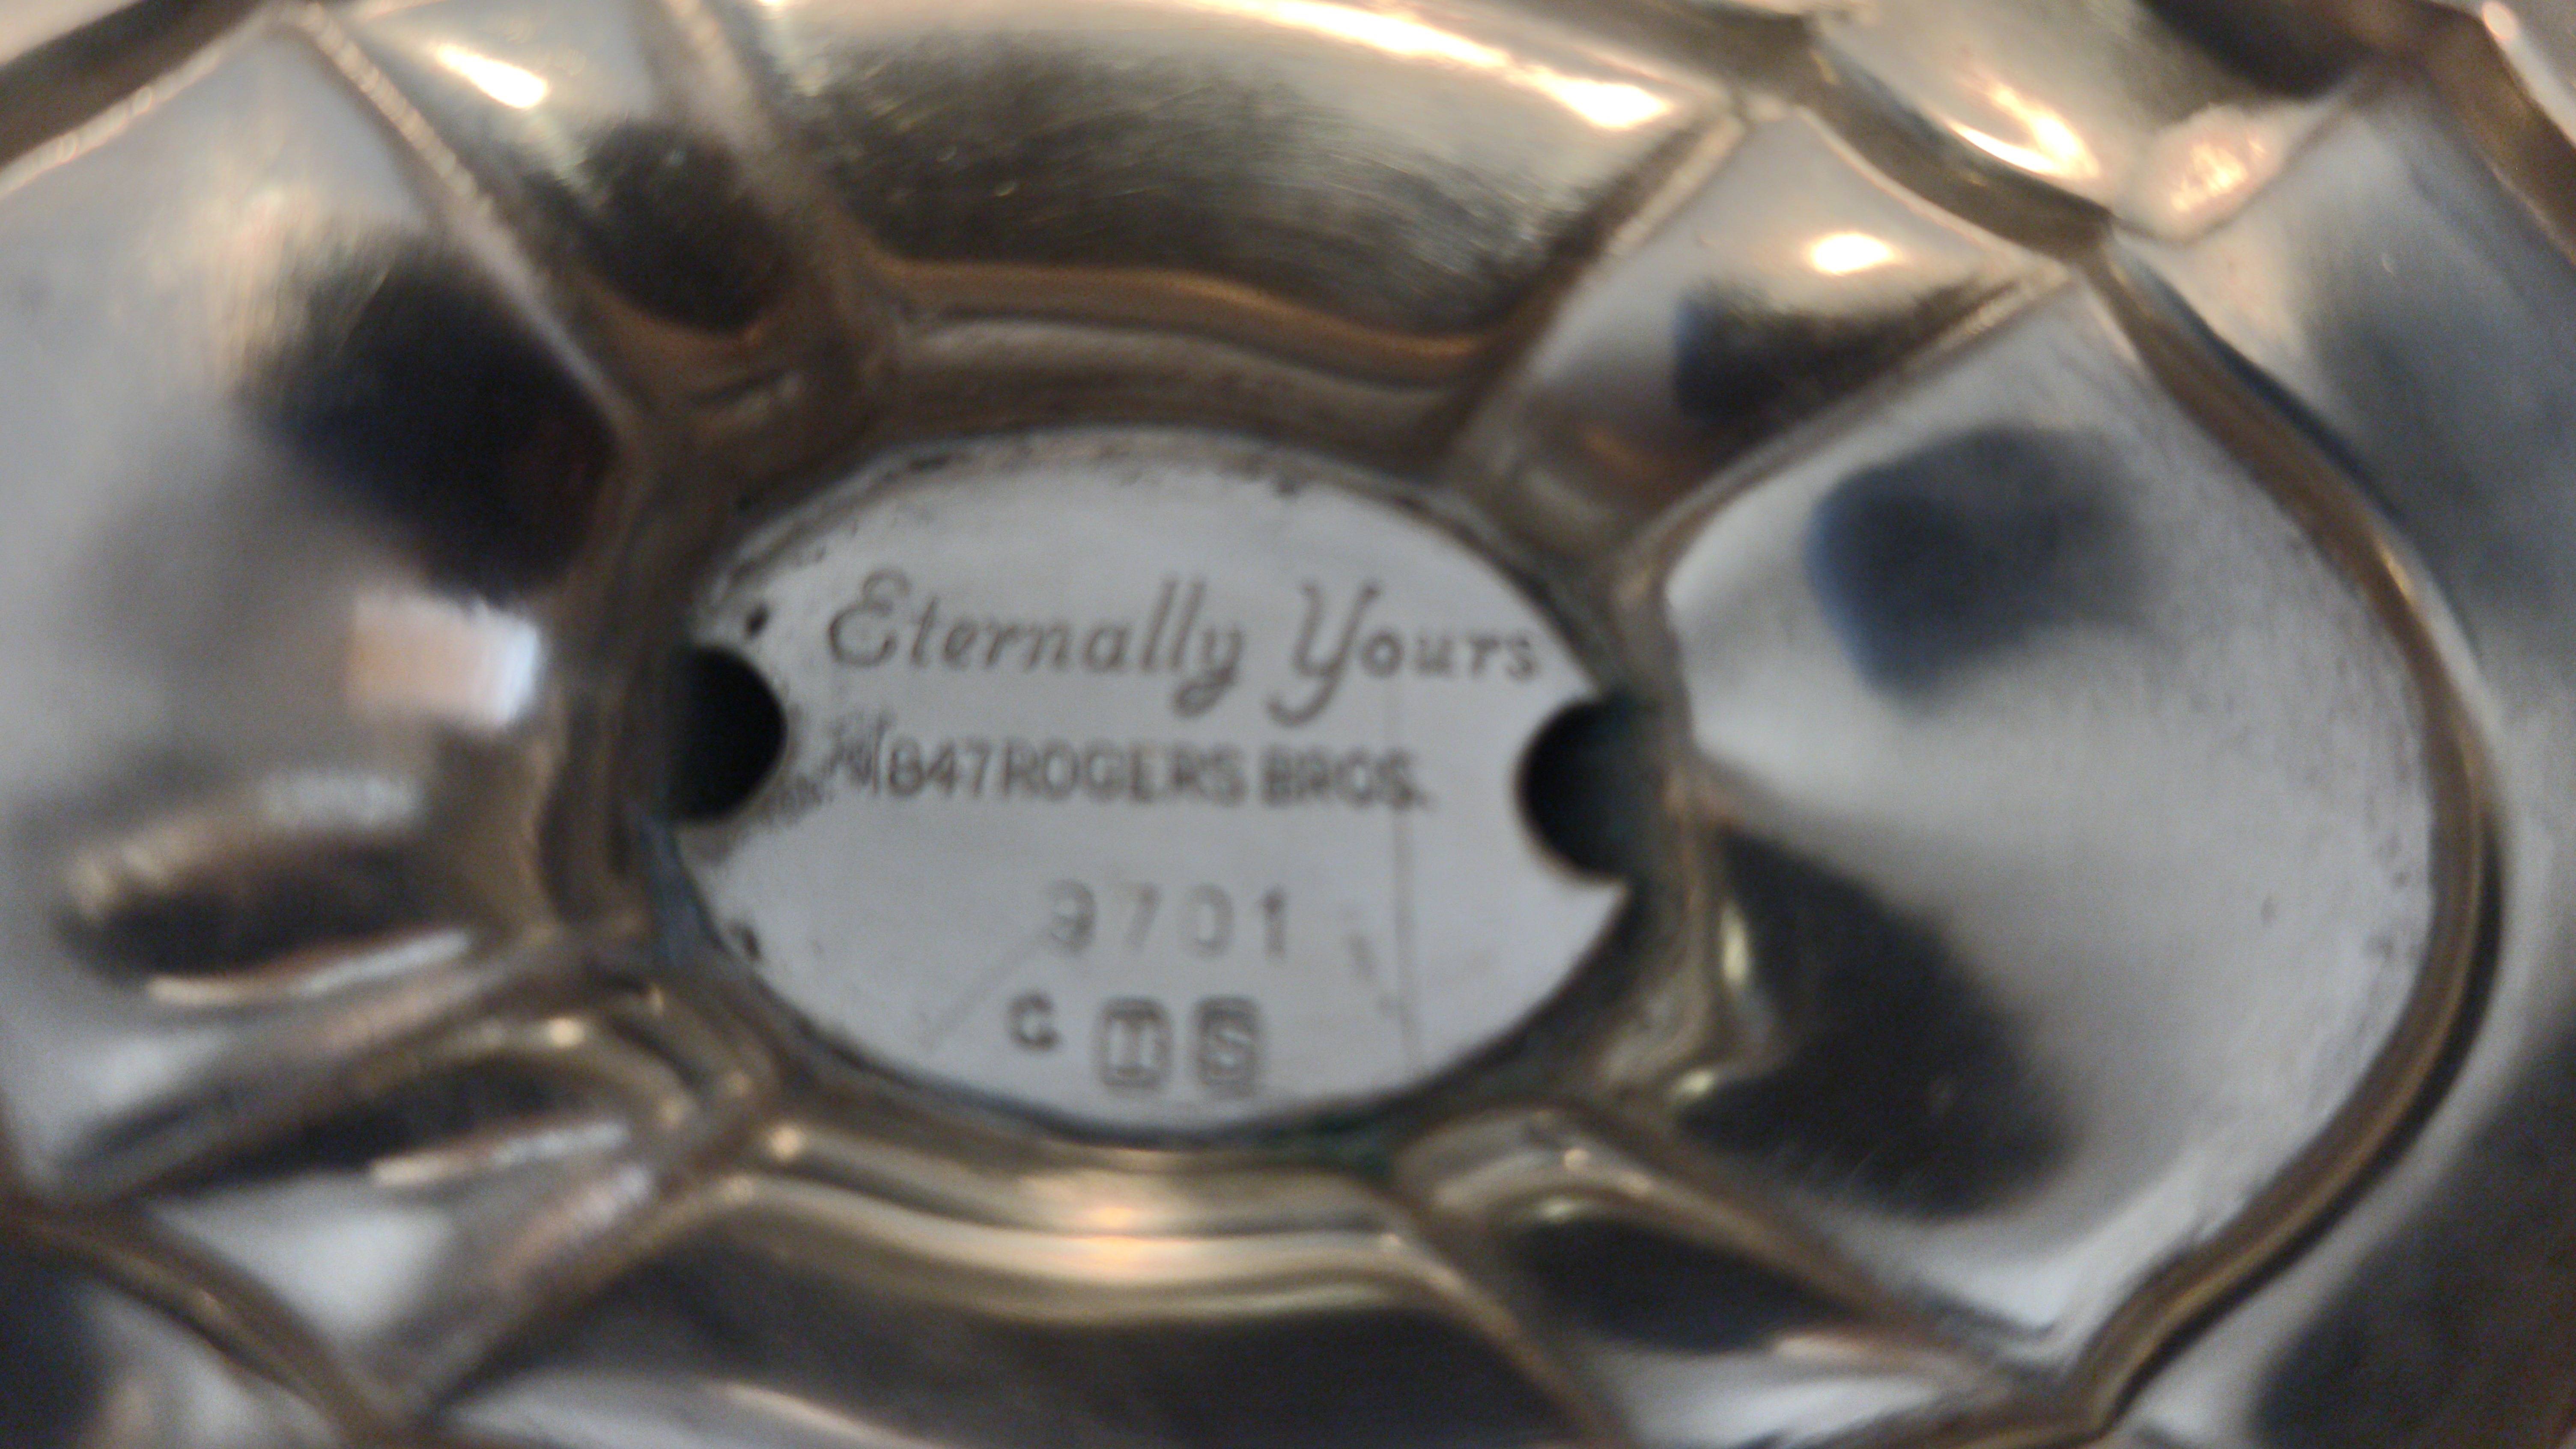 Eternally Yours
1847 ROGERS BROS.
9701
C I S